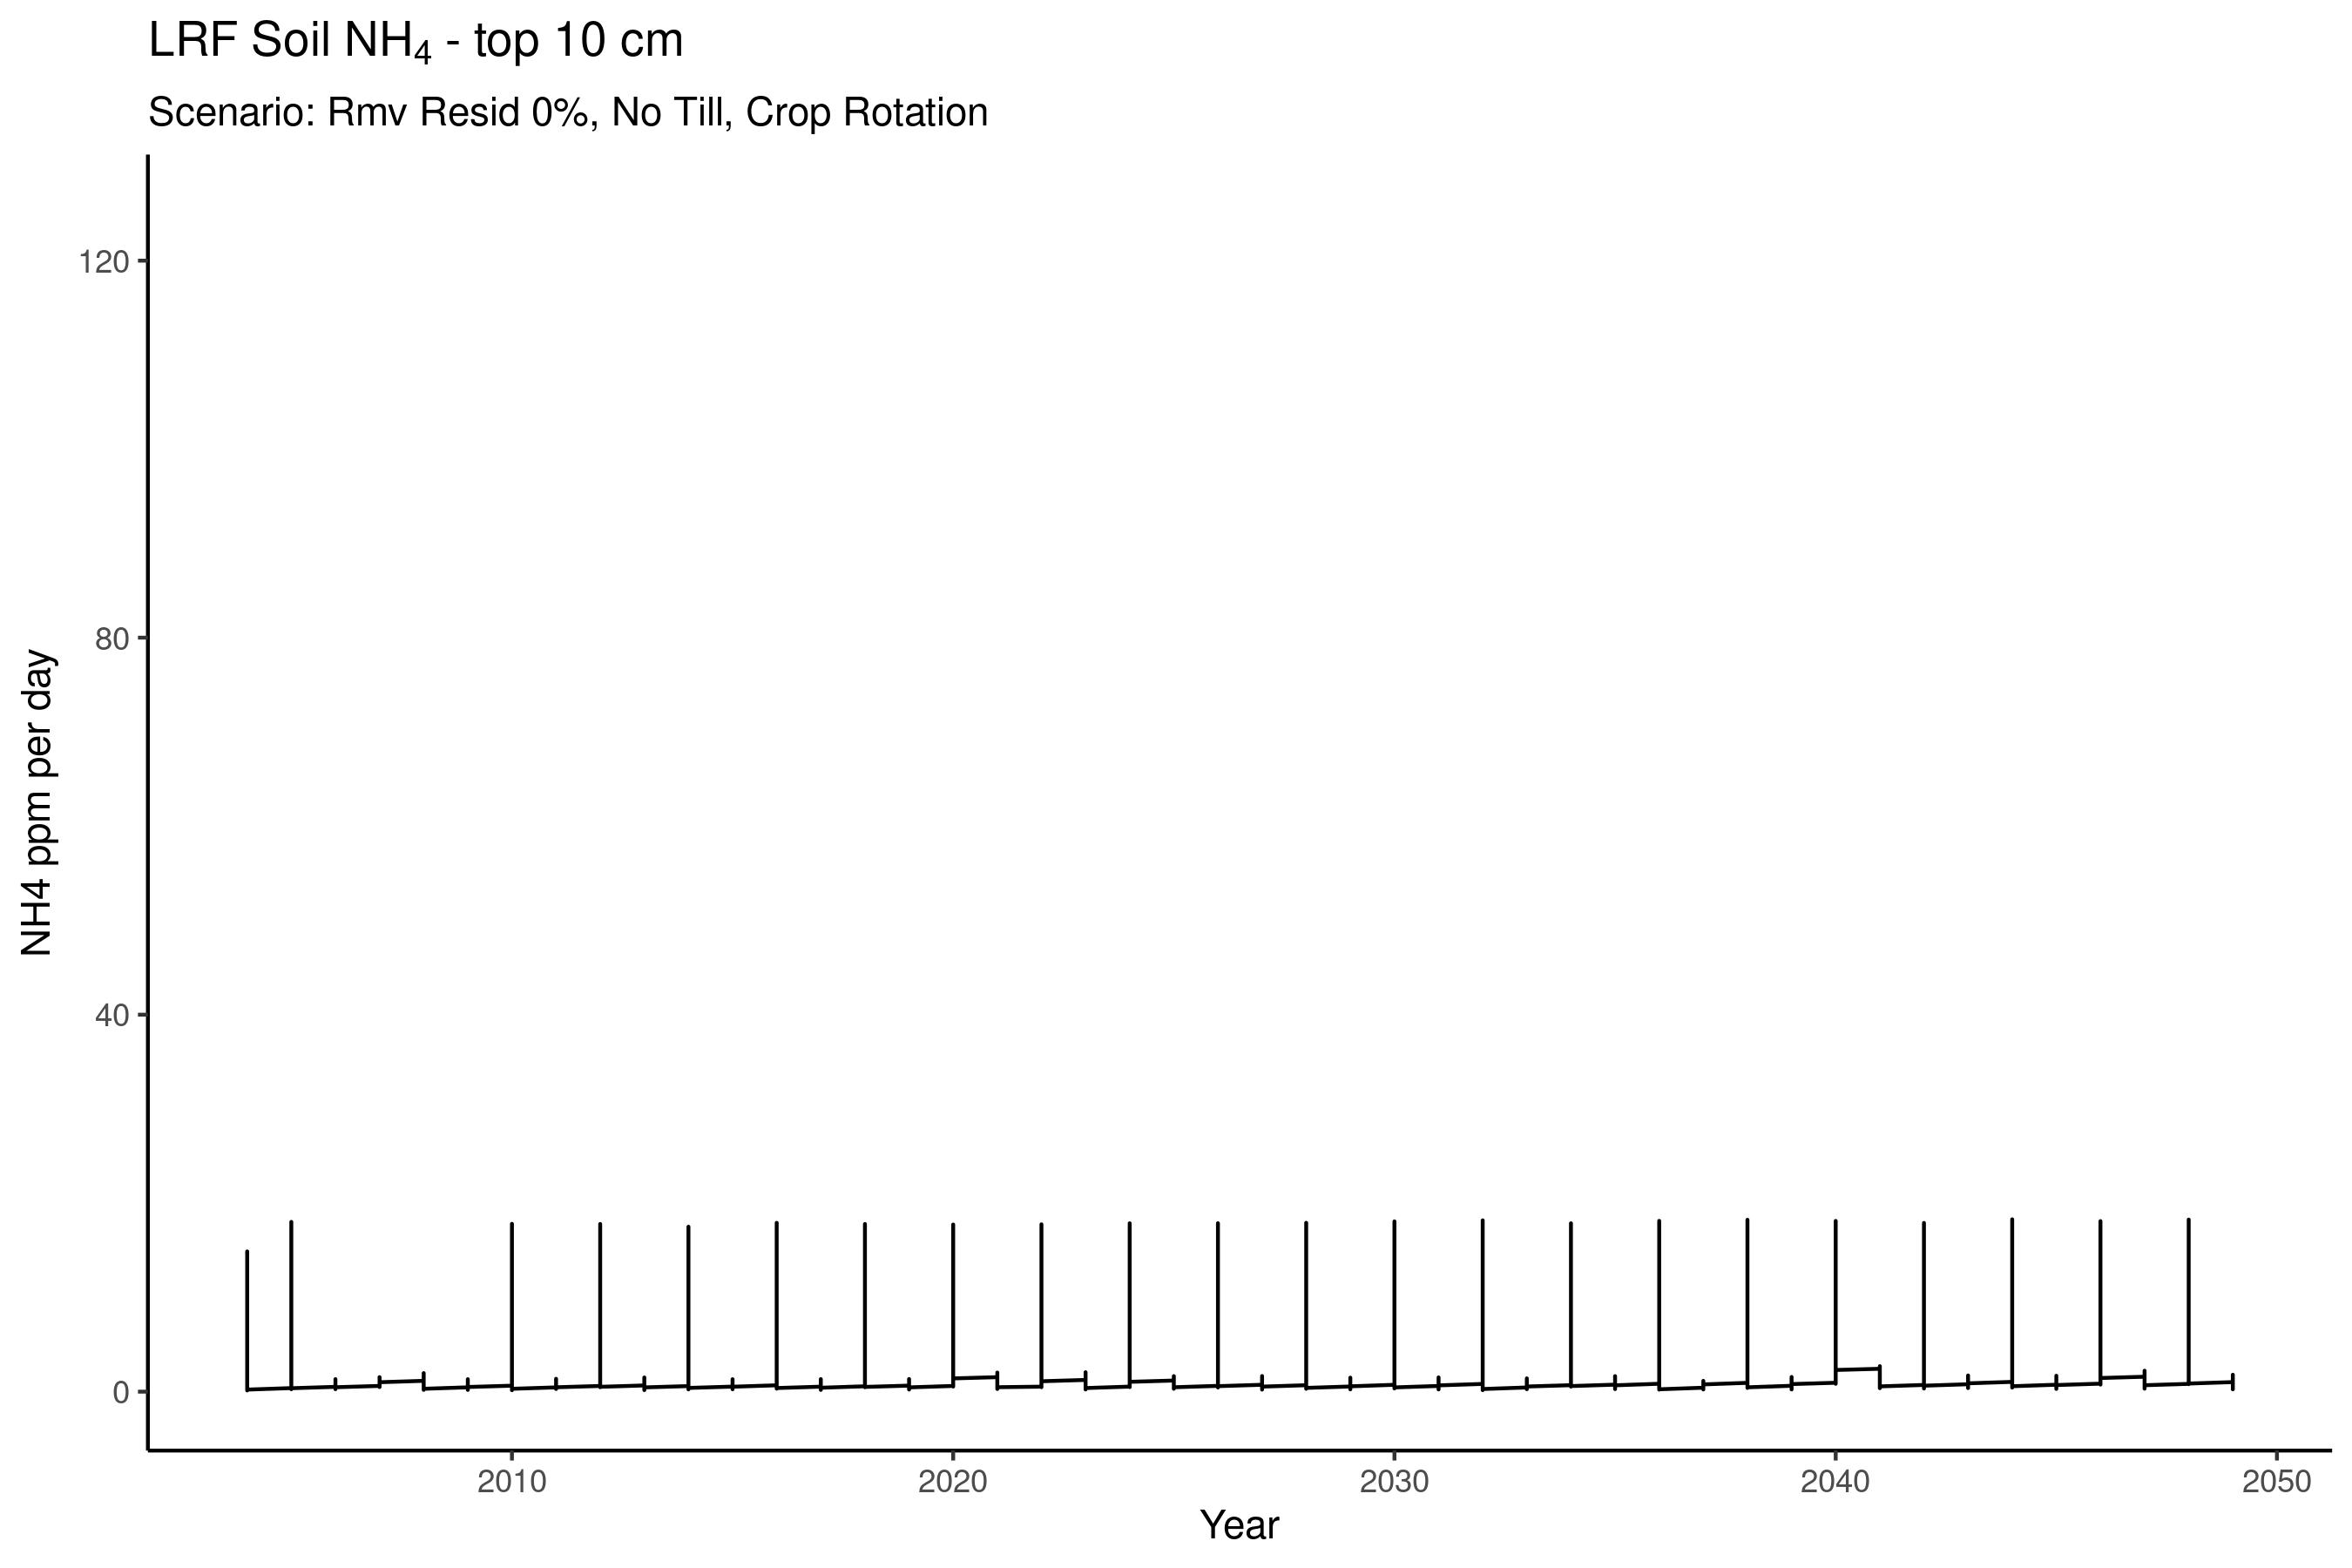 LRF Soil NH₄ - top 10 cm
Scenario: Rmv Resid 0%, No Till, Crop Rotation
NH4 ppm per day
120
80
40
0
2010 2020 2030 2040 2050
Year